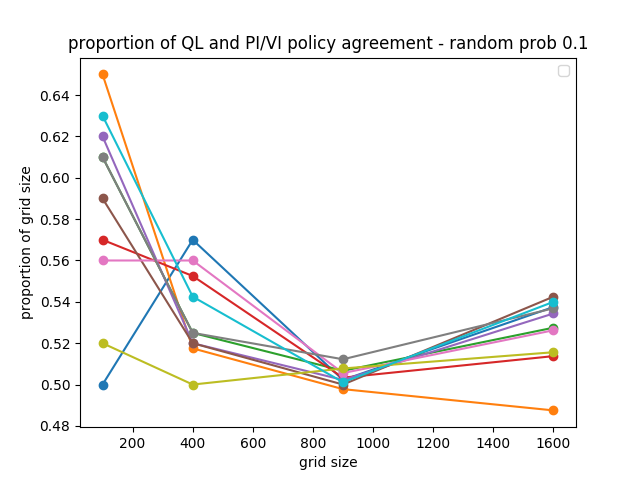 proportion of QL and PI/VI policy agreement - random prob 0.1
proportion of grid size
0.64
0.62
0.60
0.58
0.56
0.54
0.52
0.50
0.48
200 400 600 800 1000 1200 1400 1600
grid size